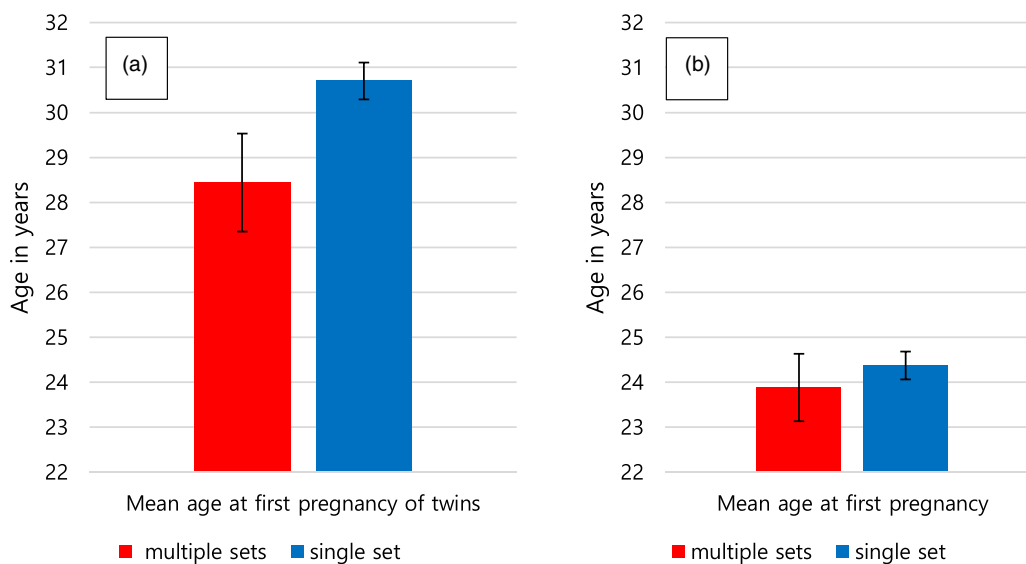 (a)
Age in years
32
31
30
29
28
27
26
25
24
23
22
Mean age at first pregnancy of twins
multiple sets single set
(b)
Age in years
32
31
30
29
28
27
26
25
24
23
22
Mean age at first pregnancy
multiple sets single set